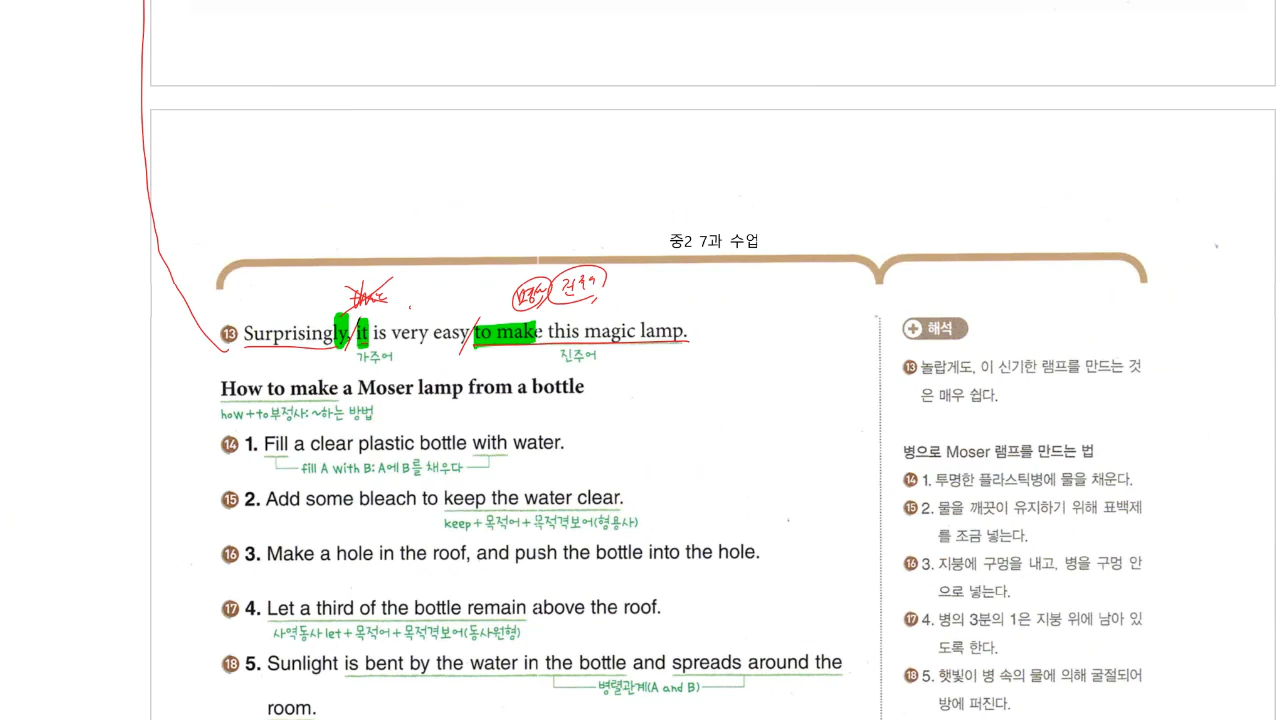 중2 7과 수업
⑬ Surprisingly, it is very easy to make this magic lamp.
가주어 진주어
How to make a Moser lamp from a bottle
how+to부정사: ~하는 방법
⑭ 1. Fill a clear plastic bottle with water.
fill A with B: A에 B를 채우다
⑮ 2. Add some bleach to keep the water clear.
keep+목적어+목적격보어(형용사)
⑯ 3. Make a hole in the roof, and push the bottle into the hole.
⑰ 4. Let a third of the bottle remain above the roof.
사역동사 let+목적어+목적격보어(동사원형)
⑱ 5. Sunlight is bent by the water in the bottle and spreads around the
병렬관계(A and B)
room.
해석
⑬ 놀랍게도, 이 신기한 램프를 만드는 것
은 매우 쉽다.
병으로 Moser 램프를 만드는 법
⑭ 1. 투명한 플라스틱병에 물을 채운다.
⑮ 2. 물을 깨끗이 유지하기 위해 표백제
를 조금 넣는다.
⑯ 3. 지붕에 구멍을 내고, 병을 구멍 안
으로 넣는다.
⑰ 4. 병의 3분의 1은 지붕 위에 남아 있
도록 한다.
⑱ 5. 햇빛이 병 속의 물에 의해 굴절되어
방에 퍼진다.